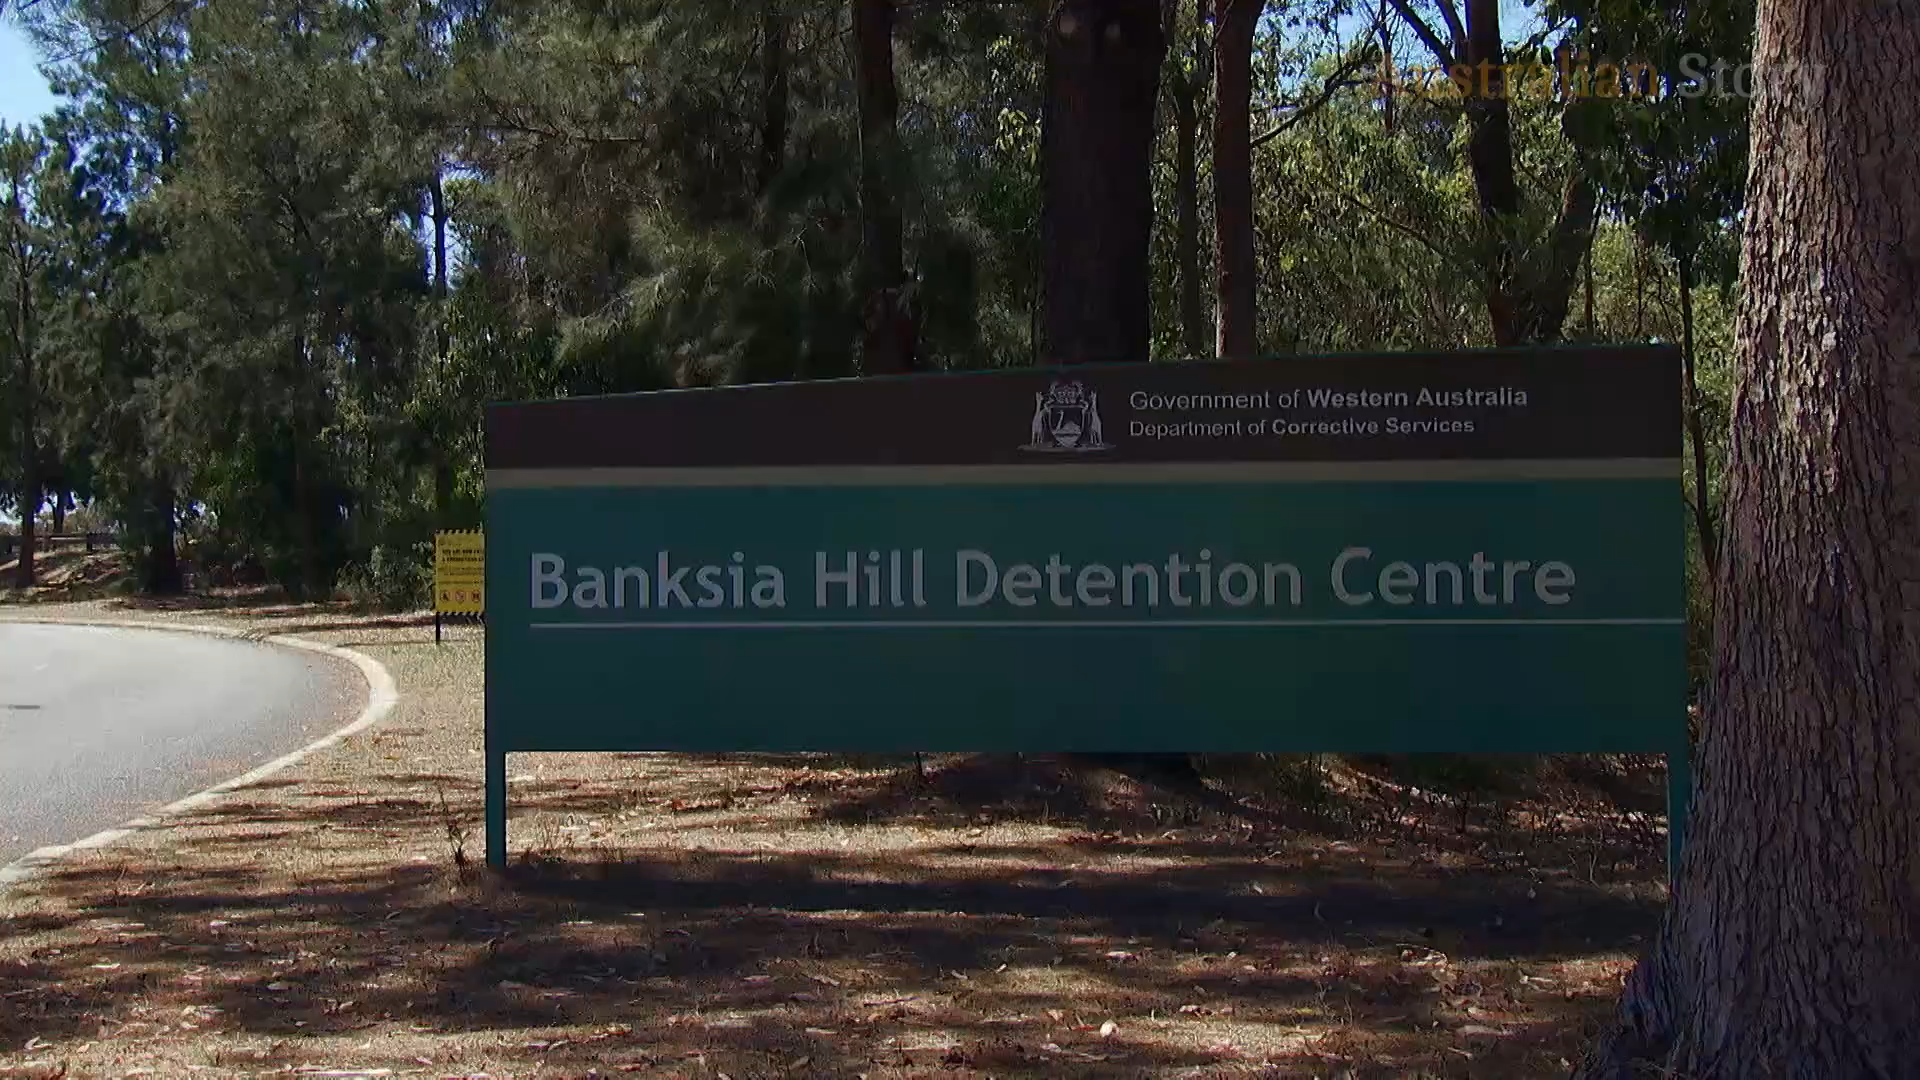 Australian Story
Government of Western Australia
Department of Corrective Services
Banksia Hill Detention Centre